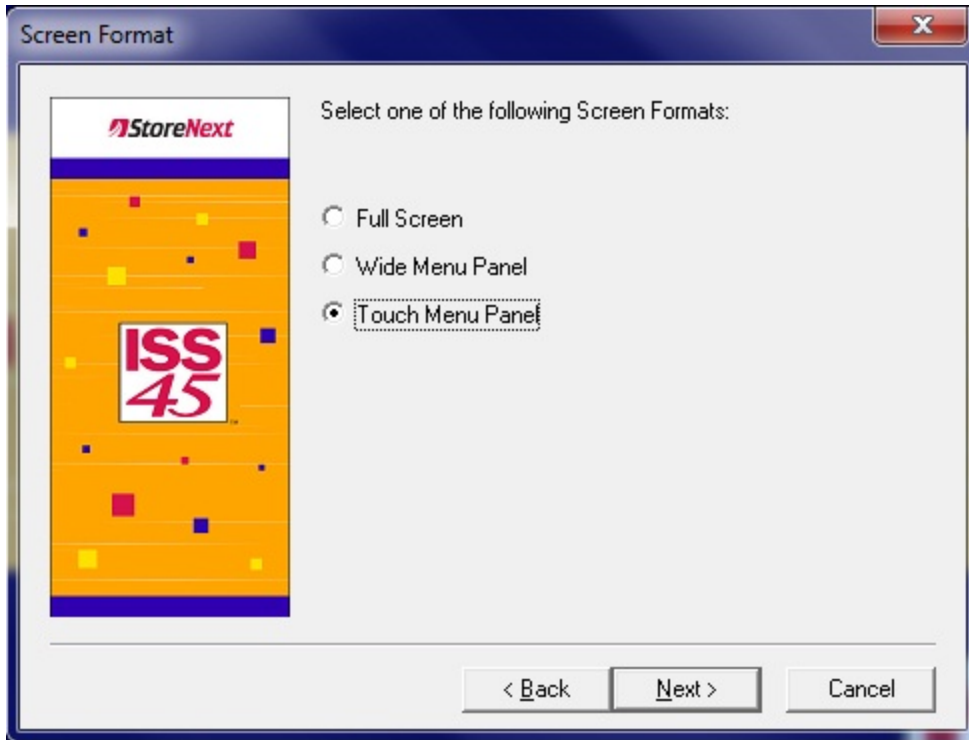 Screen Format
StoreNext
Select one of the following Screen Formats:
Full Screen
Wide Menu Panel
Touch Menu Panel
ISS
45
< Back
Next >
Cancel